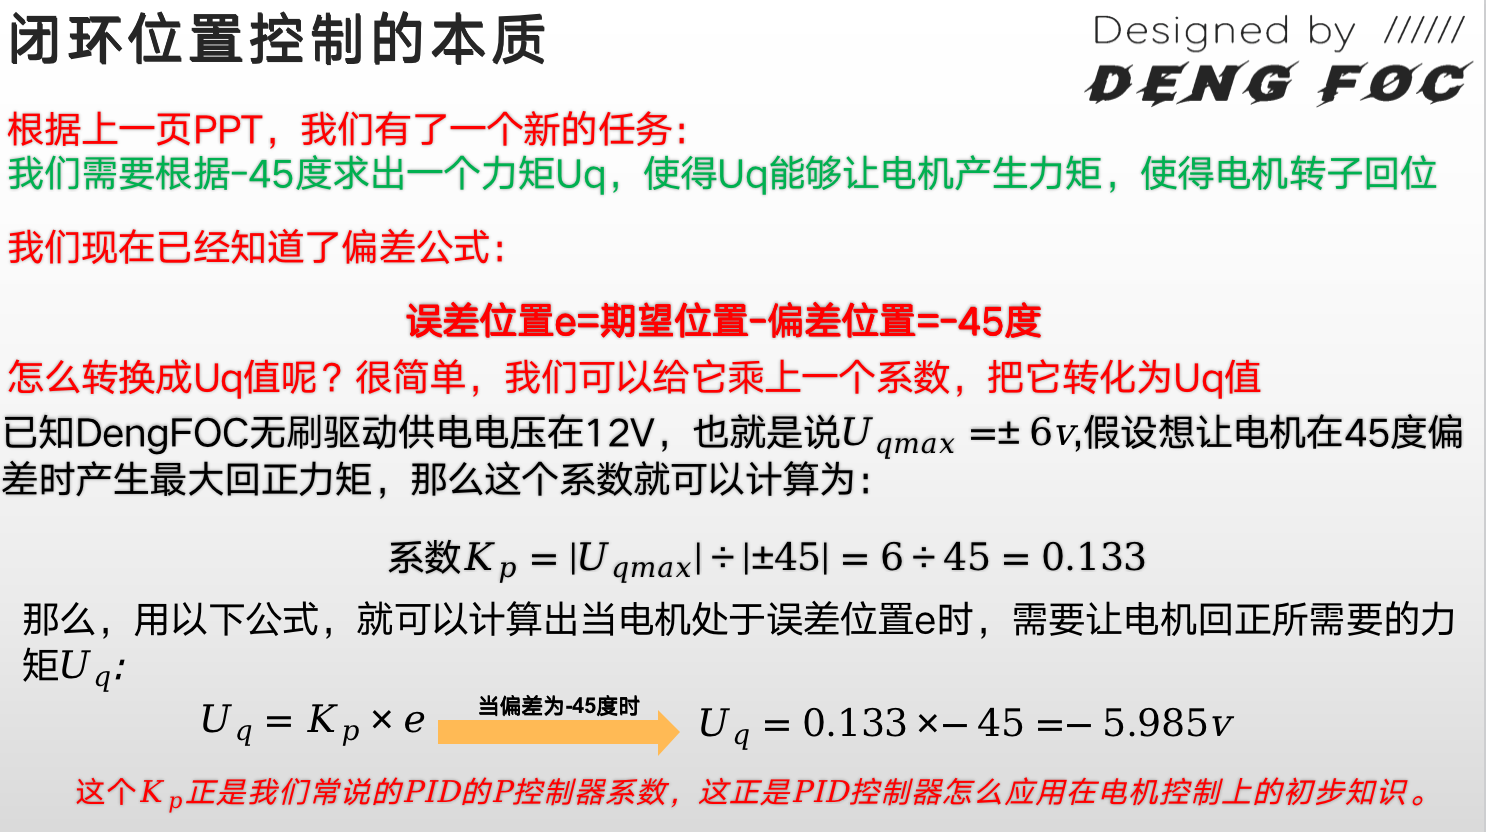 闭环位置控制的本质
Designed by //////
DENG FOC
根据上一页PPT，我们有了一个新的任务：
我们需要根据-45度求出一个力矩Uq，使得Uq能够让电机产生力矩，使得电机转子回位
我们现在已经知道了偏差公式：
误差位置e=期望位置-偏差位置=-45度
怎么转换成Uq值呢？很简单，我们可以给它乘上一个系数，把它转化为Uq值
已知DengFOC无刷驱动供电电压在12V，也就是说U_{qmax} =± 6v,假设想让电机在45度偏
差时产生最大回正力矩，那么这个系数就可以计算为：
系数K_p = |U_{qmax}| ÷ |±45| = 6 ÷ 45 = 0.133
那么，用以下公式，就可以计算出当电机处于误差位置e时，需要让电机回正所需要的力
矩U_q:
U_q = K_p × e 当偏差为-45度时 U_q = 0.133 ×− 45 =− 5.985v
这个K_p正是我们常说的PID的P控制器系数，这正是PID控制器怎么应用在电机控制上的初步知识。